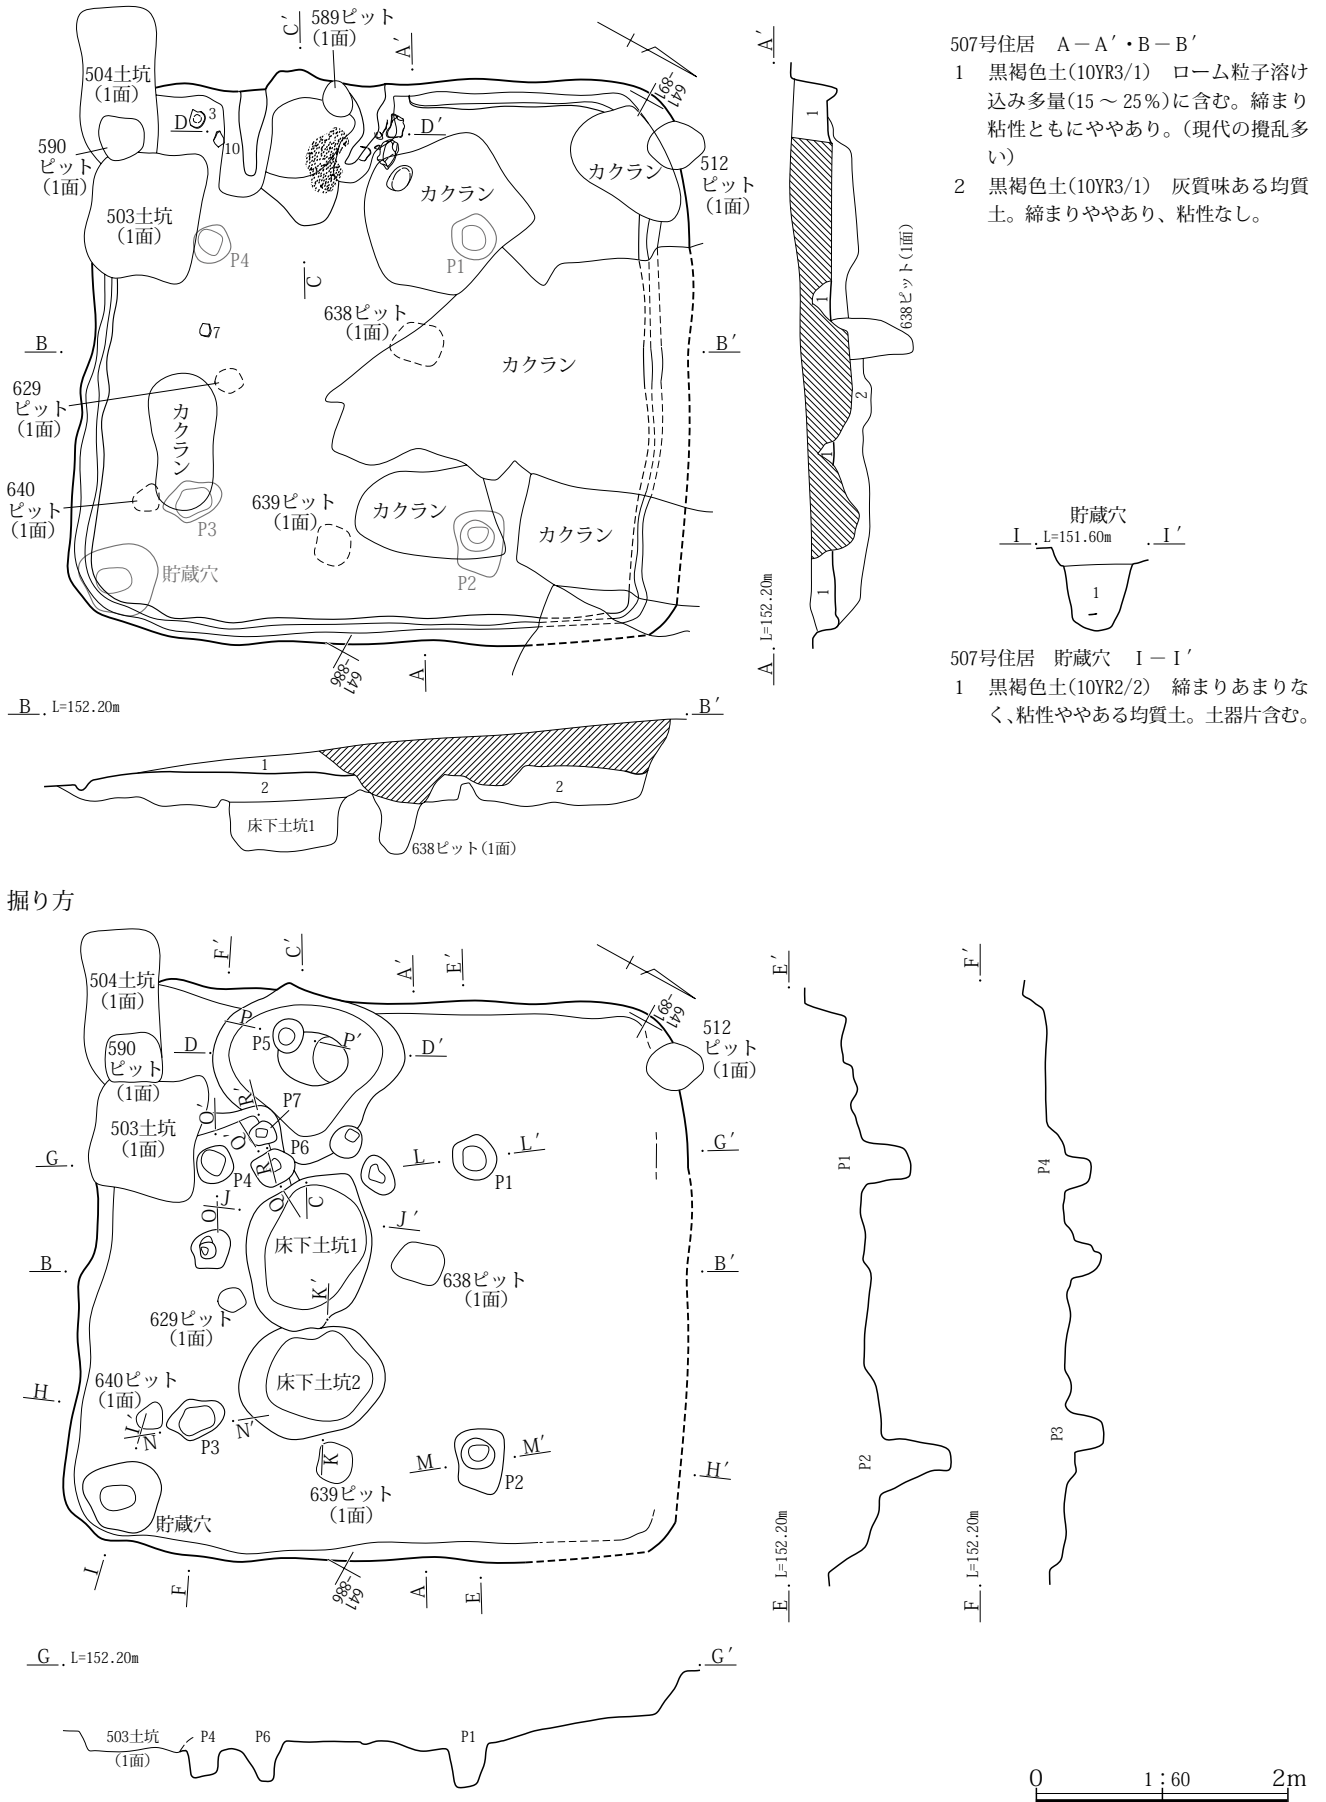 504土坑
(1面)
589ピット
(1面)
C′
A′
590
ピット
(1面)
D
3
10
D′
カクラン
カクラン
-891
641
512
ピット
(1面)
503土坑
(1面)
P4
P1
C
638ピット
(1面)
7
B
B′
カクラン
629
ピット
(1面)
カクラン
640
ピット
(1面)
P3
639ピット
(1面)
カクラン
カクラン
P2
貯蔵穴
641
-886
A
A′
1
1
638ピット(1面)
2
1
1
A
L=152.20m
507号住居 A-A′・B-B′
1 黒褐色土(10YR3/1) ローム粒子溶け
込み多量(15～25%)に含む。締まり
粘性ともにややあり。(現代の攪乱多
い)
2 黒褐色土(10YR3/1) 灰質味ある均質
土。締まりややあり、粘性なし。
貯蔵穴
I
L=151.60m
I′
1
507号住居 貯蔵穴 I-I′
1 黒褐色土(10YR2/2) 締まりあまりな
く、粘性ややある均質土。土器片含む。
B
L=152.20m
B′
1
2
2
床下土坑1
638ピット(1面)
掘り方
F′
C′
A′
E′
504土坑
(1面)
590
ピット
(1面)
503土坑
(1面)
P
P5
P′
D
D′
-891
641
512
ピット
(1面)
R′
P7
O′
Q′
P6
R
P4
Q
C
O
J
G
L
L′
P1
G′
J′
床下土坑1
B
638ピット
(1面)
B′
K′
629ピット
(1面)
床下土坑2
H
640ピット
(1面)
I′
N
P3
N′
K
M
M′
P2
H′
639ピット
(1面)
貯蔵穴
I
F
641
-886
A
E
E′
P1
P2
E
L=152.20m
F′
P4
P3
F
L=152.20m
G
L=152.20m
G′
503土坑
(1面)
P4
P6
P1
0
1:60
2m